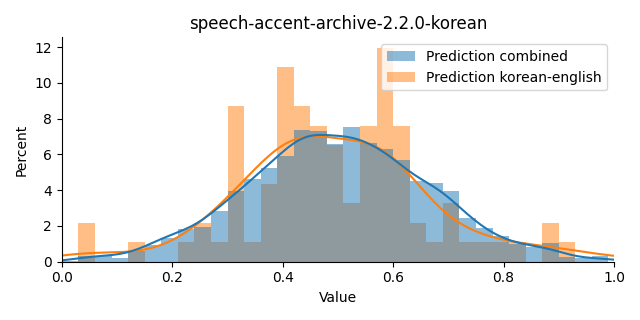 speech-accent-archive-2.2.0-korean
Prediction combined
Prediction korean-english
Percent
12
10
8
6
4
2
0
0.0 0.2 0.4 0.6 0.8 1.0
Value